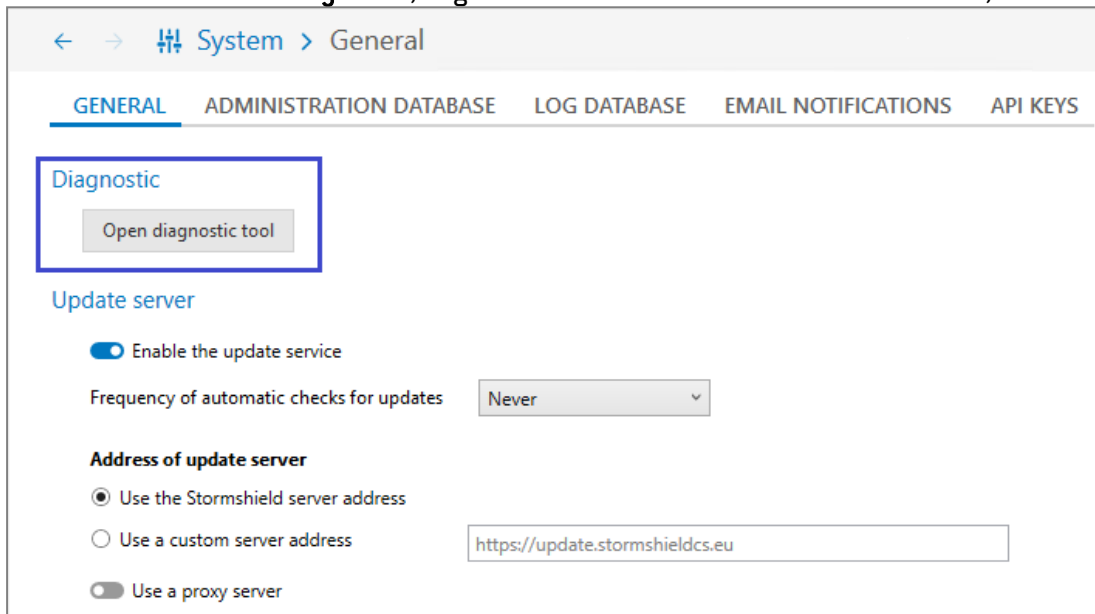 System > General
GENERAL ADMINISTRATION DATABASE LOG DATABASE EMAIL NOTIFICATIONS API KEYS
Diagnostic
Open diagnostic tool
Update server
Enable the update service
Frequency of automatic checks for updates Never
Address of update server
Use the Stormshield server address
Use a custom server address https://update.stormshieldcs.eu
Use a proxy server